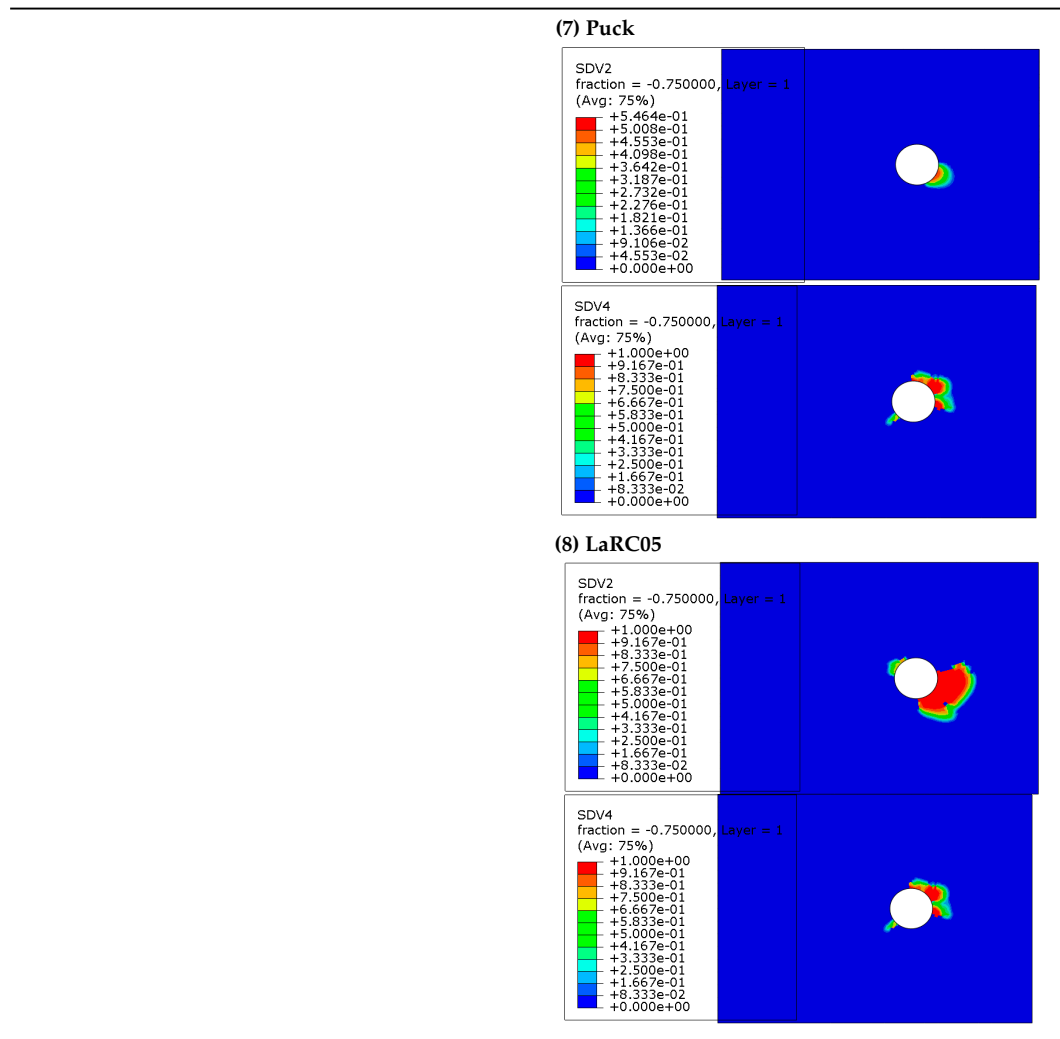 (7) Puck
SDV2
fraction = -0.750000, Layer = 1
(Avg: 75%)
+5.464e-01
+5.008e-01
+4.553e-01
+4.098e-01
+3.642e-01
+3.187e-01
+2.732e-01
+2.276e-01
+1.821e-01
+1.366e-01
+9.106e-02
+4.553e-02
+0.000e+00
SDV4
fraction = -0.750000, Layer = 1
(Avg: 75%)
+1.000e+00
+9.167e-01
+8.333e-01
+7.500e-01
+6.667e-01
+5.833e-01
+5.000e-01
+4.167e-01
+3.333e-01
+2.500e-01
+1.667e-01
+8.333e-02
+0.000e+00
(8) LaRC05
SDV2
fraction = -0.750000, Layer = 1
(Avg: 75%)
+1.000e+00
+9.167e-01
+8.333e-01
+7.500e-01
+6.667e-01
+5.833e-01
+5.000e-01
+4.167e-01
+3.333e-01
+2.500e-01
+1.667e-01
+8.333e-02
+0.000e+00
SDV4
fraction = -0.750000, Layer = 1
(Avg: 75%)
+1.000e+00
+9.167e-01
+8.333e-01
+7.500e-01
+6.667e-01
+5.833e-01
+5.000e-01
+4.167e-01
+3.333e-01
+2.500e-01
+1.667e-01
+8.333e-02
+0.000e+00